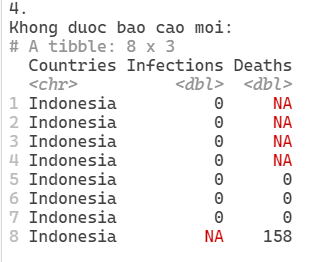 4.
Khong duoc bao cao moi:
# A tibble: 8 x 3
Countries Infections Deaths
<chr> <dbl> <dbl>
1 Indonesia 0 NA
2 Indonesia 0 NA
3 Indonesia 0 NA
4 Indonesia 0 NA
5 Indonesia 0 0
6 Indonesia 0 0
7 Indonesia 0 0
8 Indonesia NA 158